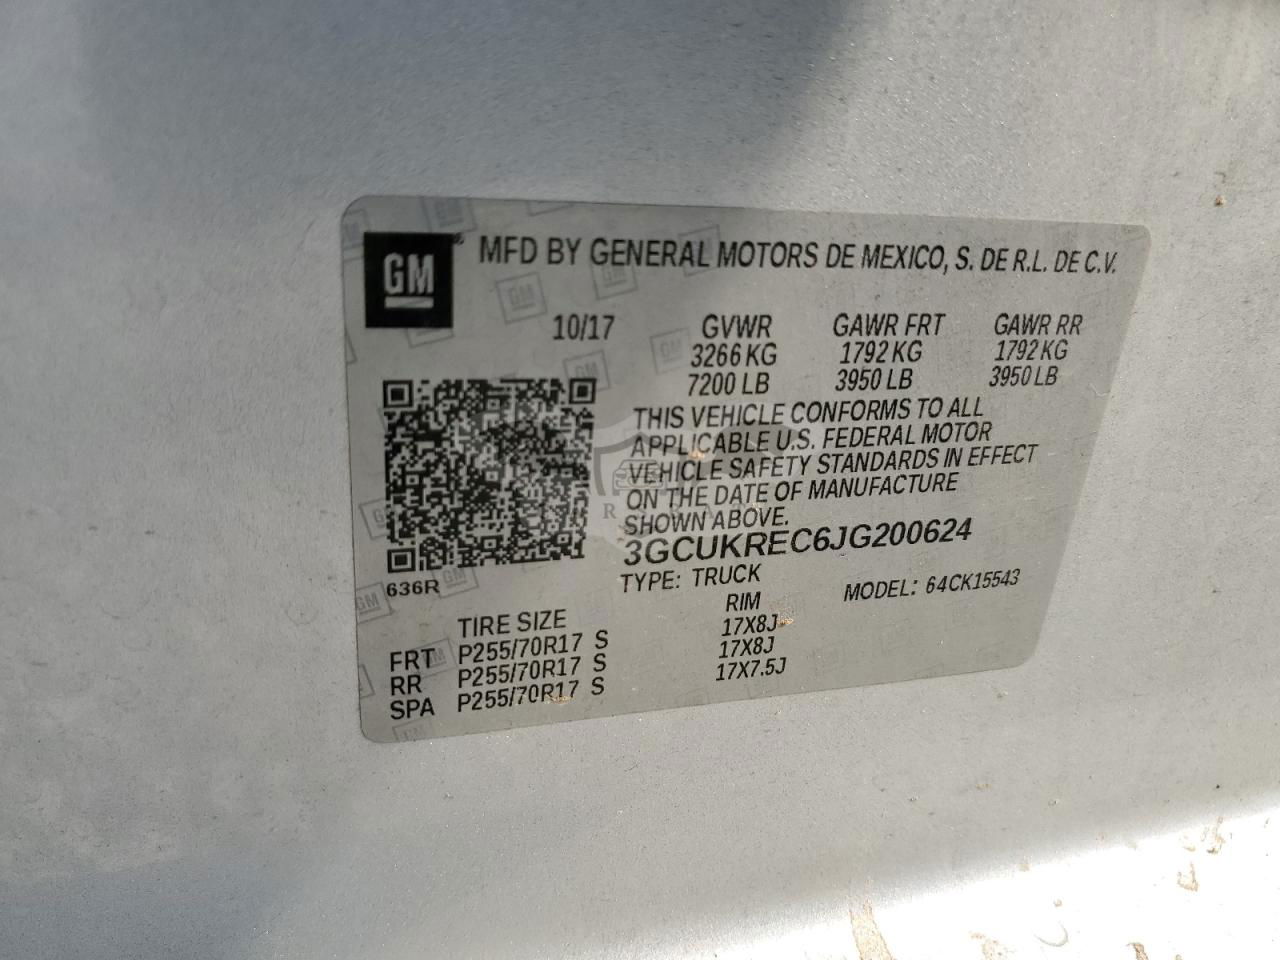 GM
MFD BY GENERAL MOTORS DE MEXICO, S. DE R.L. DE C.V.
10/17 GVWR GAWR FRT GAWR RR
3266 KG 1792 KG 1792 KG
7200 LB 3950 LB 3950 LB
THIS VEHICLE CONFORMS TO ALL
APPLICABLE U.S. FEDERAL MOTOR
VEHICLE SAFETY STANDARDS IN EFFECT
ON THE DATE OF MANUFACTURE
SHOWN ABOVE.
3GCUKREC6JG200624
636R TYPE: TRUCK MODEL: 64CK15543
TIRE SIZE RIM
FRT P255/70R17 S 17X8J
RR P255/70R17 S 17X8J
SPA P255/70R17 S 17X7.5J